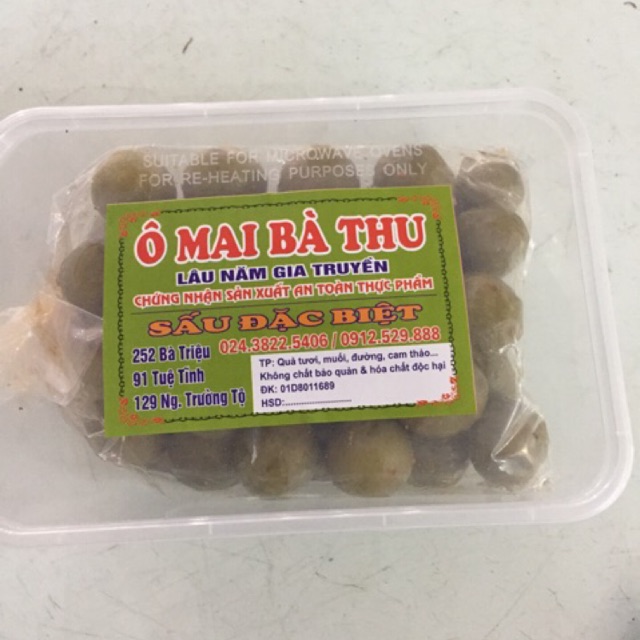 SUITABLE FOR MICROWAVE OVENS
FOR RE-HEATING PURPOSES ONLY
Ô MAI BÀ THU
LÂU NĂM GIA TRUYỀN
CHỨNG NHẬN SẢN XUẤT AN TOÀN THỰC PHẨM
SẤU ĐẶC BIỆT
024.3822.5406 / 0912.529.888
252 Bà Triệu
91 Tuệ Tĩnh
129 Ng. Trường Tộ
TP: Quả tươi, muối, đường, cam thảo...
Không chất bảo quản & hóa chất độc hại
ĐK: 01D8011689
HSD:........................